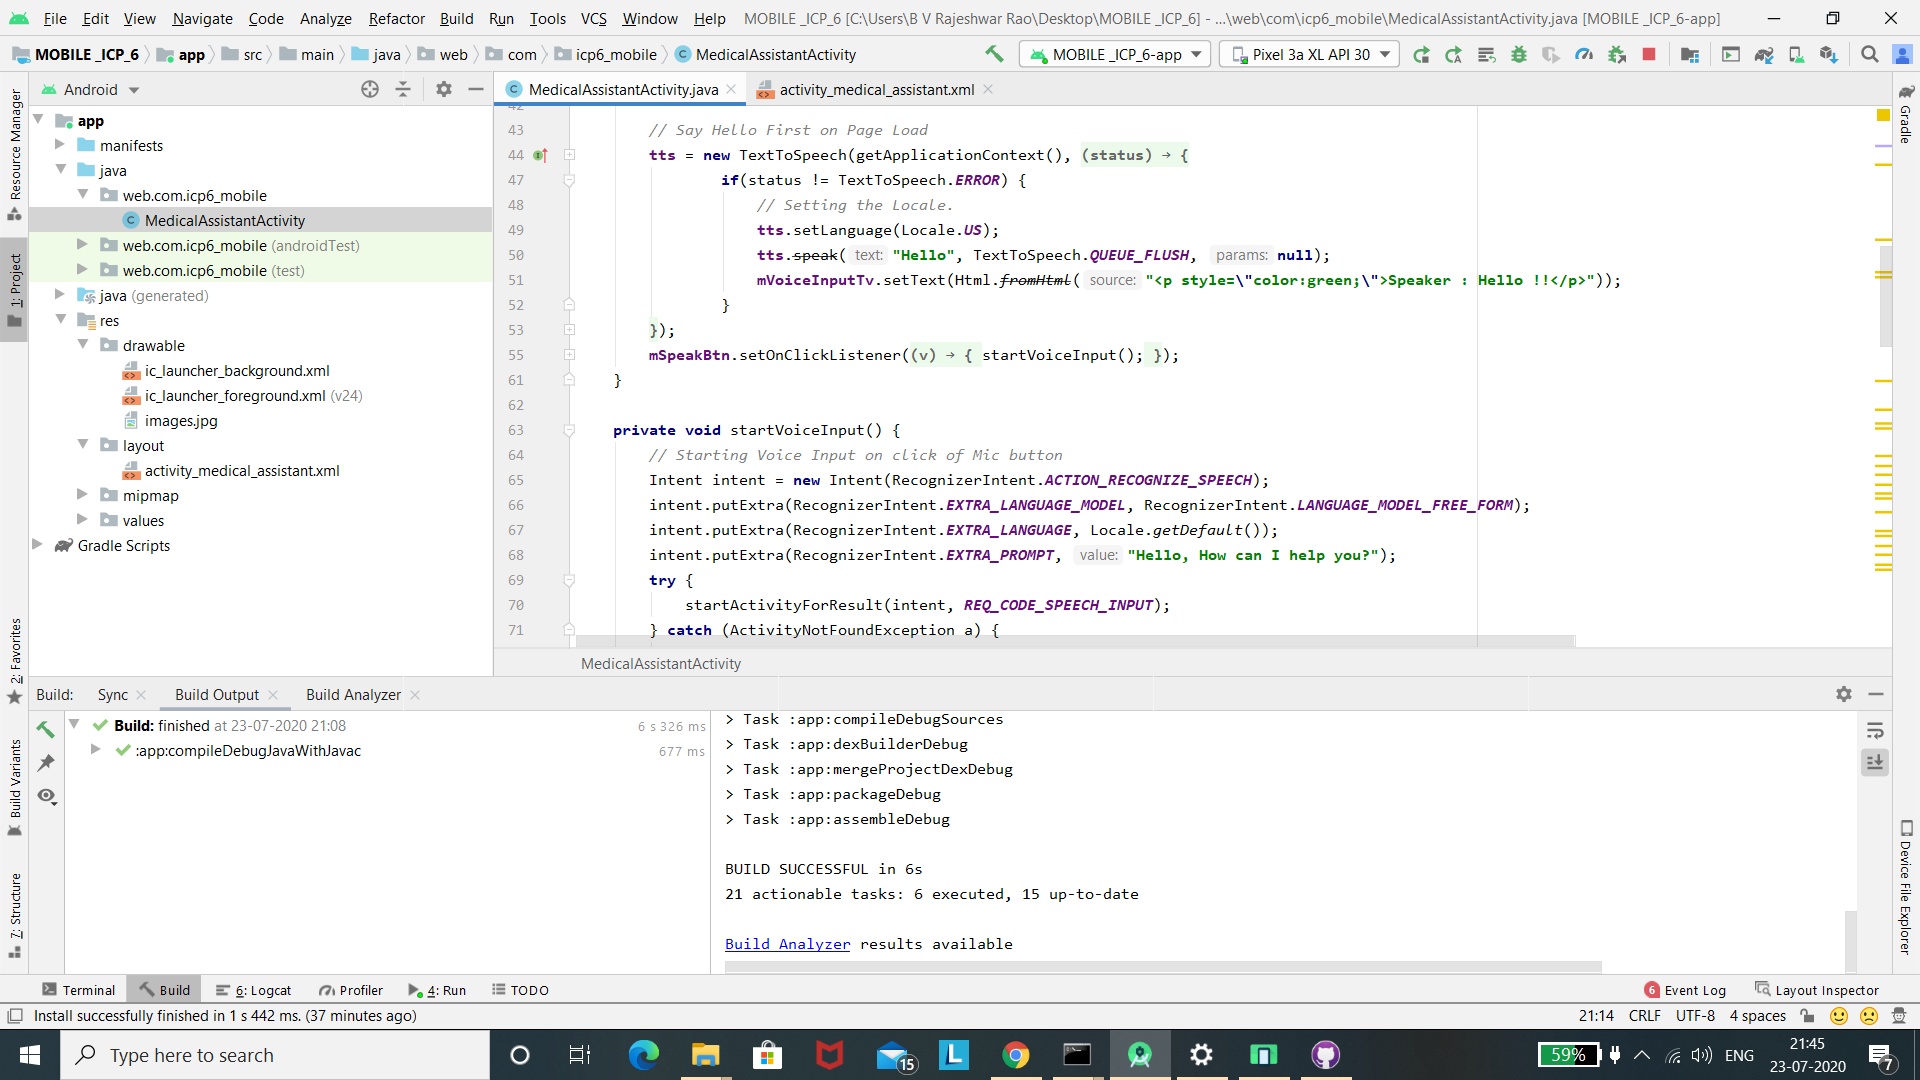 File Edit View Navigate Code Analyze Refactor Build Run Tools VCS Window Help MOBILE _ICP_6 [C:\Users\B V Rajeshwar Rao\Desktop\MOBILE _ICP_6] - ...\web\com\icp6_mobile\MedicalAssistantActivity.java [MOBILE _ICP_6-app]
MOBILE _ICP_6 app src main java web com icp6_mobile MedicalAssistantActivity MOBILE _ICP_6-app Pixel 3a XL API 30
Android
MedicalAssistantActivity.java activity_medical_assistant.xml
Resource Manager
1: Project
2: Favorites
Build Variants
7: Structure
app
manifests
java
web.com.icp6_mobile
MedicalAssistantActivity
web.com.icp6_mobile (androidTest)
web.com.icp6_mobile (test)
java (generated)
res
drawable
ic_launcher_background.xml
ic_launcher_foreground.xml (v24)
images.jpg
layout
activity_medical_assistant.xml
mipmap
values
Gradle Scripts
42
43 // Say Hello First on Page Load
44 tts = new TextToSpeech(getApplicationContext(), (status) → {
47 if(status != TextToSpeech.ERROR) {
48 // Setting the Locale.
49 tts.setLanguage(Locale.US);
50 tts.speak( text: "Hello", TextToSpeech.QUEUE_FLUSH, params: null);
51 mVoiceInputTv.setText(Html.fromHtml( source: "<p style=\"color:green;\">Speaker : Hello !!</p>"));
52 }
53 });
55 mSpeakBtn.setOnClickListener((v) → { startVoiceInput(); });
61 }
62
63 private void startVoiceInput() {
64 // Starting Voice Input on click of Mic button
65 Intent intent = new Intent(RecognizerIntent.ACTION_RECOGNIZE_SPEECH);
66 intent.putExtra(RecognizerIntent.EXTRA_LANGUAGE_MODEL, RecognizerIntent.LANGUAGE_MODEL_FREE_FORM);
67 intent.putExtra(RecognizerIntent.EXTRA_LANGUAGE, Locale.getDefault());
68 intent.putExtra(RecognizerIntent.EXTRA_PROMPT, value: "Hello, How can I help you?");
69 try {
70 startActivityForResult(intent, REQ_CODE_SPEECH_INPUT);
71 } catch (ActivityNotFoundException a) {
MedicalAssistantActivity
Gradle
Device File Explorer
Build: Sync Build Output Build Analyzer
Build: finished at 23-07-2020 21:08 6 s 326 ms
:app:compileDebugJavaWithJavac 677 ms
> Task :app:compileDebugSources
> Task :app:dexBuilderDebug
> Task :app:mergeProjectDexDebug
> Task :app:packageDebug
> Task :app:assembleDebug
BUILD SUCCESSFUL in 6s
21 actionable tasks: 6 executed, 15 up-to-date
Build Analyzer results available
Terminal Build 6: Logcat Profiler 4: Run TODO 6 Event Log Layout Inspector
Install successfully finished in 1 s 442 ms. (37 minutes ago) 21:14 CRLF UTF-8 4 spaces
Type here to search 15 L 59% ENG 21:45
23-07-2020 7